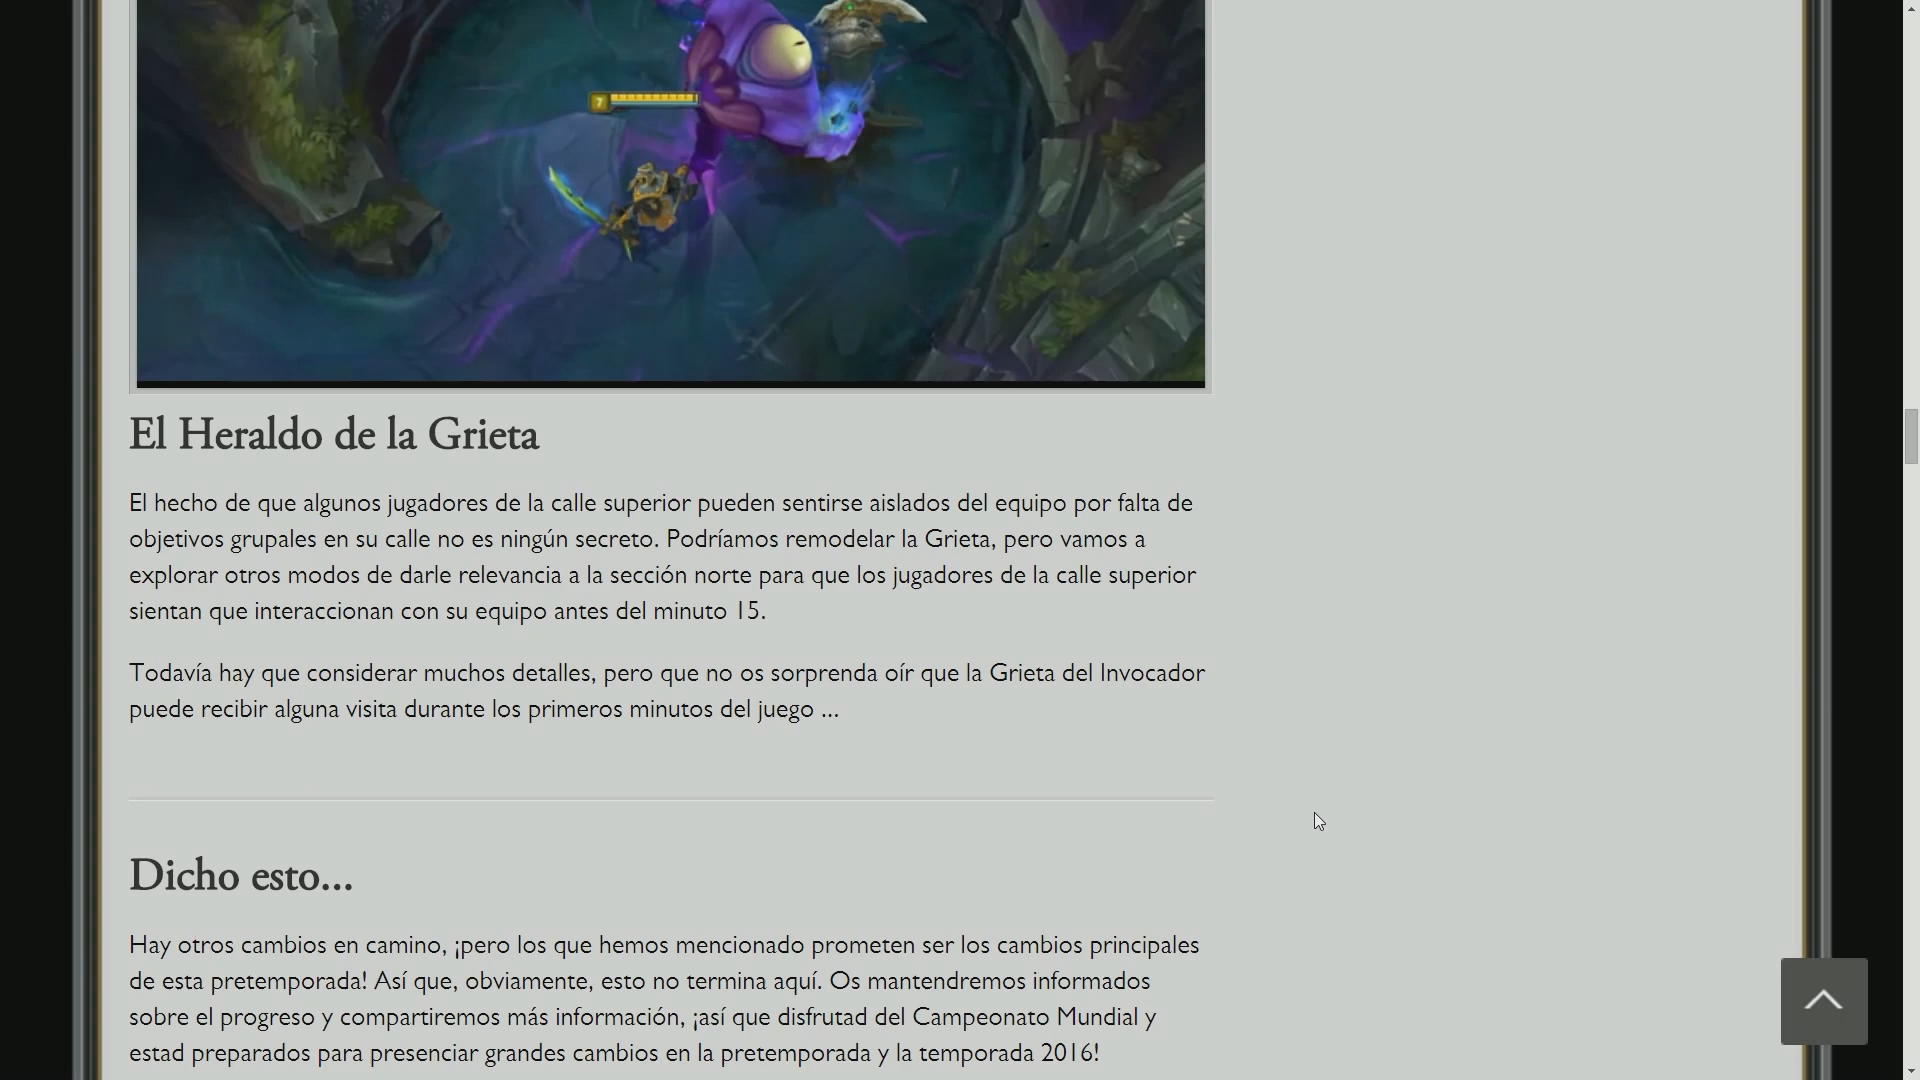 7
El Heraldo de la Grieta
El hecho de que algunos jugadores de la calle superior pueden sentirse aislados del equipo por falta de
objetivos grupales en su calle no es ningún secreto. Podríamos remodelar la Grieta, pero vamos a
explorar otros modos de darle relevancia a la sección norte para que los jugadores de la calle superior
sientan que interaccionan con su equipo antes del minuto 15.
Todavía hay que considerar muchos detalles, pero que no os sorprenda oír que la Grieta del Invocador
puede recibir alguna visita durante los primeros minutos del juego ...
Dicho esto...
Hay otros cambios en camino, ¡pero los que hemos mencionado prometen ser los cambios principales
de esta pretemporada! Así que, obviamente, esto no termina aquí. Os mantendremos informados
sobre el progreso y compartiremos más información, ¡así que disfrutad del Campeonato Mundial y
estad preparados para presenciar grandes cambios en la pretemporada y la temporada 2016!